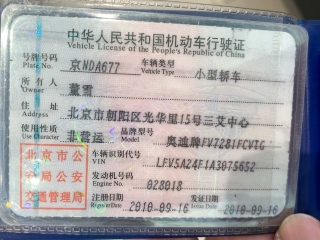 中华人民共和国机动车行驶证
Vehicle License of the People's Republic of China
号牌号码 京NDA677 车辆类型 小型轿车
Plate No. Vehicle Type
所有人 董雪
Owner
住址 北京市朝阳区光华里15号三艾中心
Address
使用性质 非营运 品牌型号 奥迪牌FV7281FCVTG
Use Character Model
北京市公 车辆识别代号 LFV5A24F1A3075652
VIN
安局公安 发动机号码 028018
Engine No.
交通管理局 注册日期 2010-09-16 发证日期 2010-09-16
Register Date Issue Date